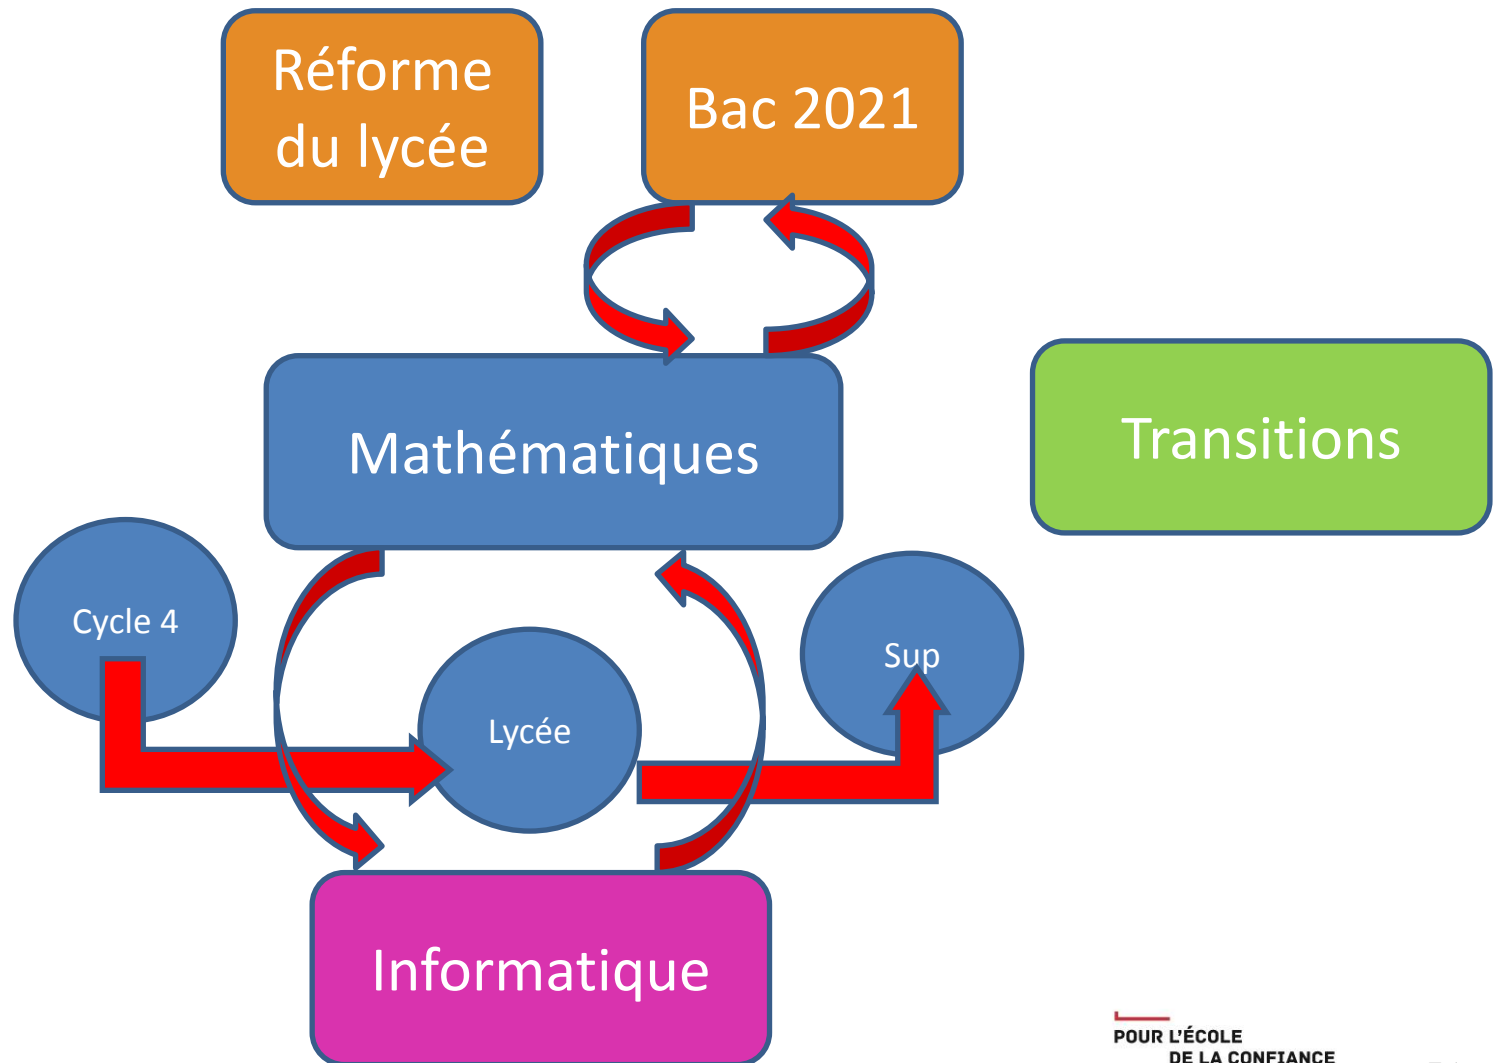 Réforme
du lycée
Bac 2021
Mathématiques
Transitions
Cycle 4
Sup
Lycée
Informatique
POUR L'ÉCOLE
DE LA CONFIANCE